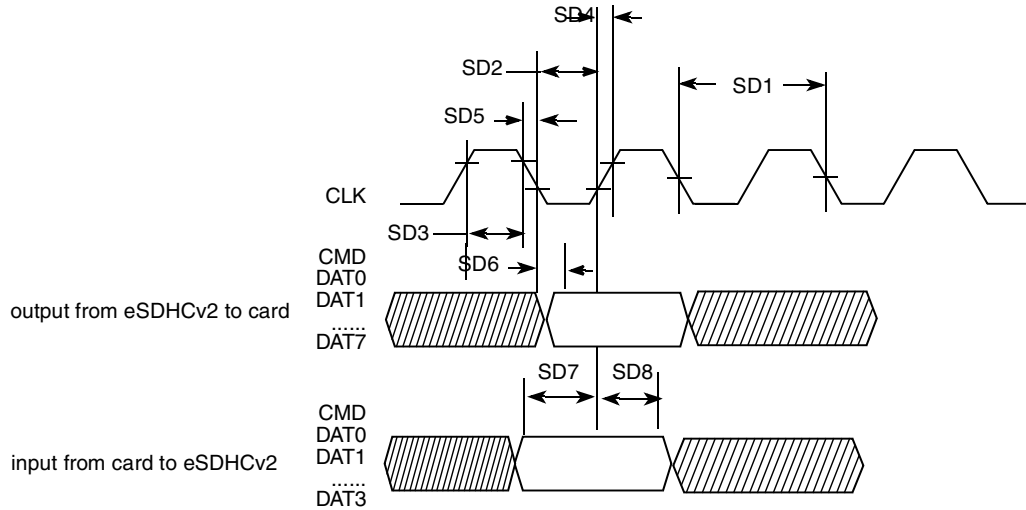 SD4
SD2
SD1
SD5
CLK
SD3
CMD
SD6
DAT0
output from eSDHCv2 to card
DAT1
......
DAT7
SD7
SD8
CMD
DAT0
input from card to eSDHCv2
DAT1
......
DAT3